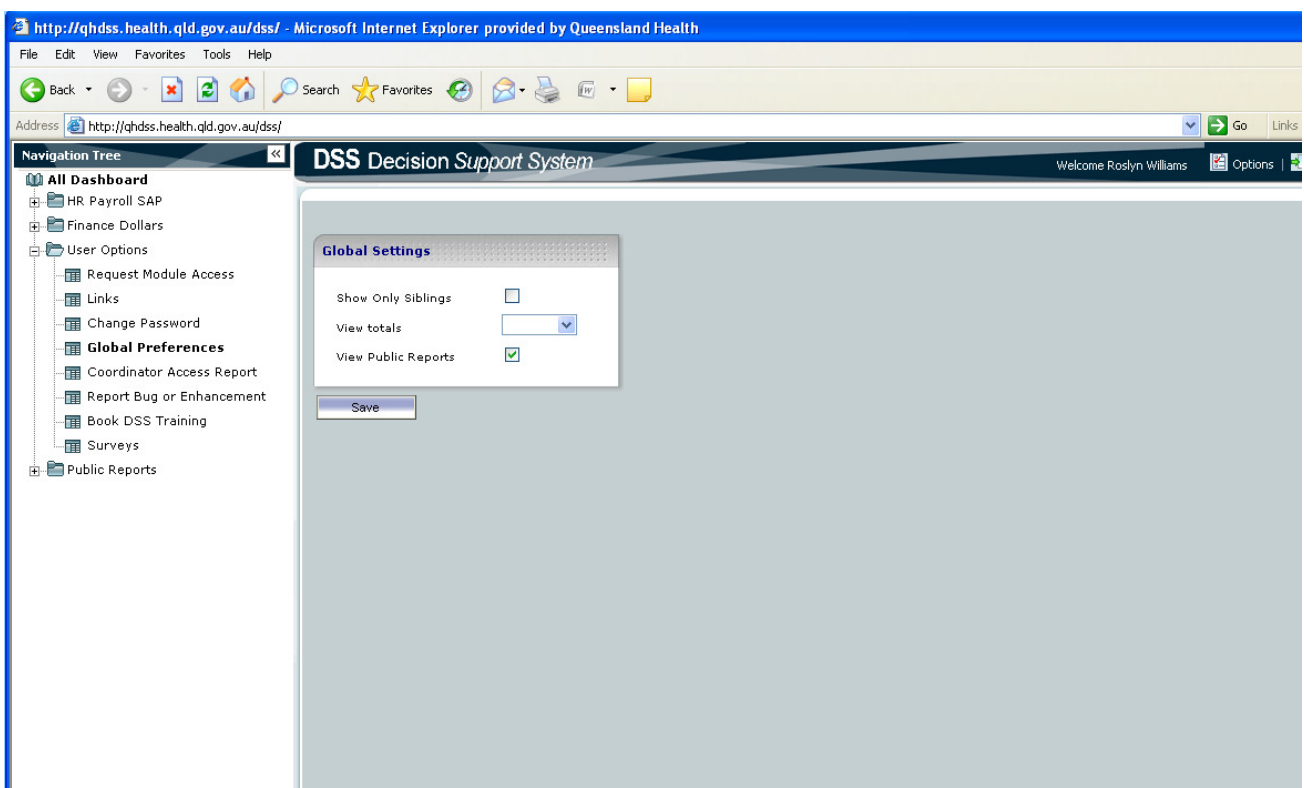 http://qhdss.health.qld.gov.au/dss/ - Microsoft Internet Explorer provided by Queensland Health
File Edit View Favorites Tools Help
Back Search Favorites
Address http://qhdss.health.qld.gov.au/dss/ Go Links
Navigation Tree
DSS Decision Support System
Welcome Roslyn Williams Options |
All Dashboard
HR Payroll SAP
Finance Dollars
User Options
Request Module Access
Links
Change Password
Global Preferences
Coordinator Access Report
Report Bug or Enhancement
Book DSS Training
Surveys
Public Reports
Global Settings
Show Only Siblings
View totals
View Public Reports
Save